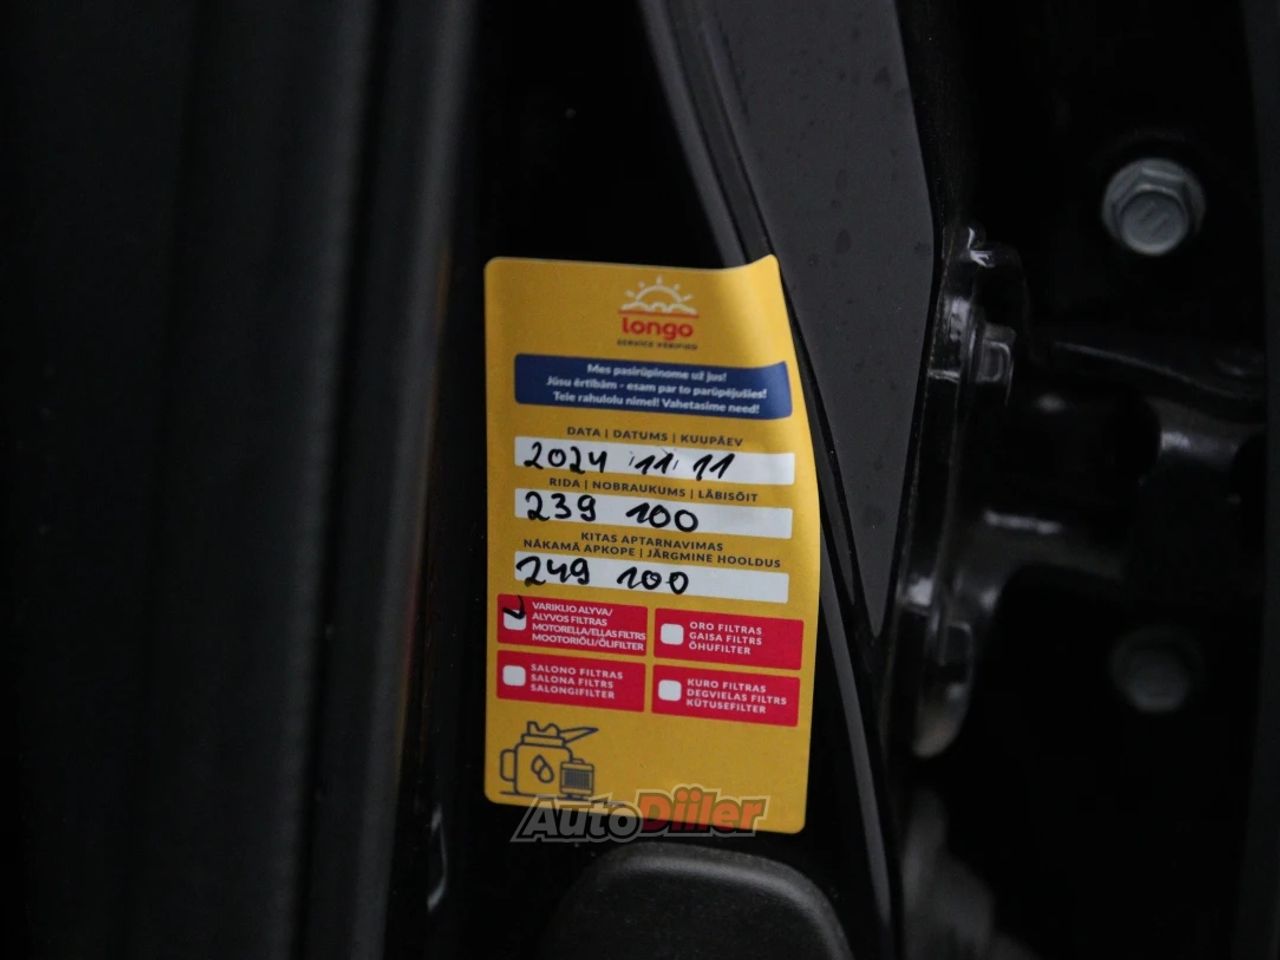 longo
SERVICE VERIFIED
Mes pasirūpinome už jus!
Jūsu ērtībām - esam par to parūpējušies!
Teie rahulolu nimel! Vahetasime need!
DATA | DATUMS | KUUPÄEV
2024 11 11
RIDA | NOBRAUKUMS | LÄBISÕIT
239 100
KITAS APTARNAVIMAS
NĀKAMĀ APKOPE | JÄRGMINE HOOLDUS
249 100
VARIKLIO ALYVA/
ALYVOS FILTRAS
MOTORELLA/ELLAS FILTRS
MOOTORIÕLI/ÕLIFILTER
ORO FILTRAS
GAISA FILTRS
ÕHUFILTER
SALONO FILTRAS
SALONA FILTRS
SALONGIFILTER
KURO FILTRAS
DEGVIELAS FILTRS
KÜTUSEFILTER
AutoDiiler